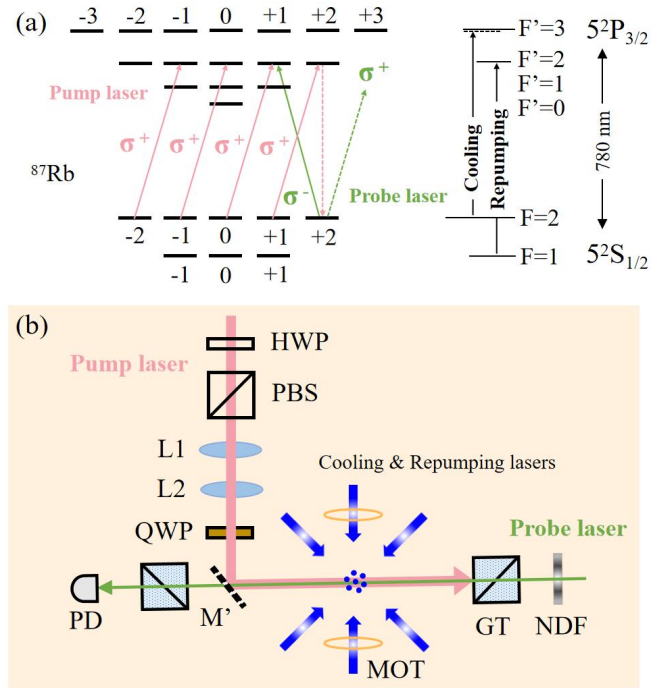 (a)
-3 -2 -1 0 +1 +2 +3
F'=3 5²P₃/₂
F'=2
σ⁺
Pump laser
F'=1
F'=0
Cooling
Repumping
780 nm
σ⁺ σ⁺ σ⁺ σ⁺
⁸⁷Rb
σ⁻ Probe laser
F=2
-2 -1 0 +1 +2
F=1 5²S₁/₂
-1 0 +1
(b)
HWP
Pump laser
PBS
L1
Cooling & Repumping lasers
L2
QWP
Probe laser
PD
M'
GT
NDF
MOT